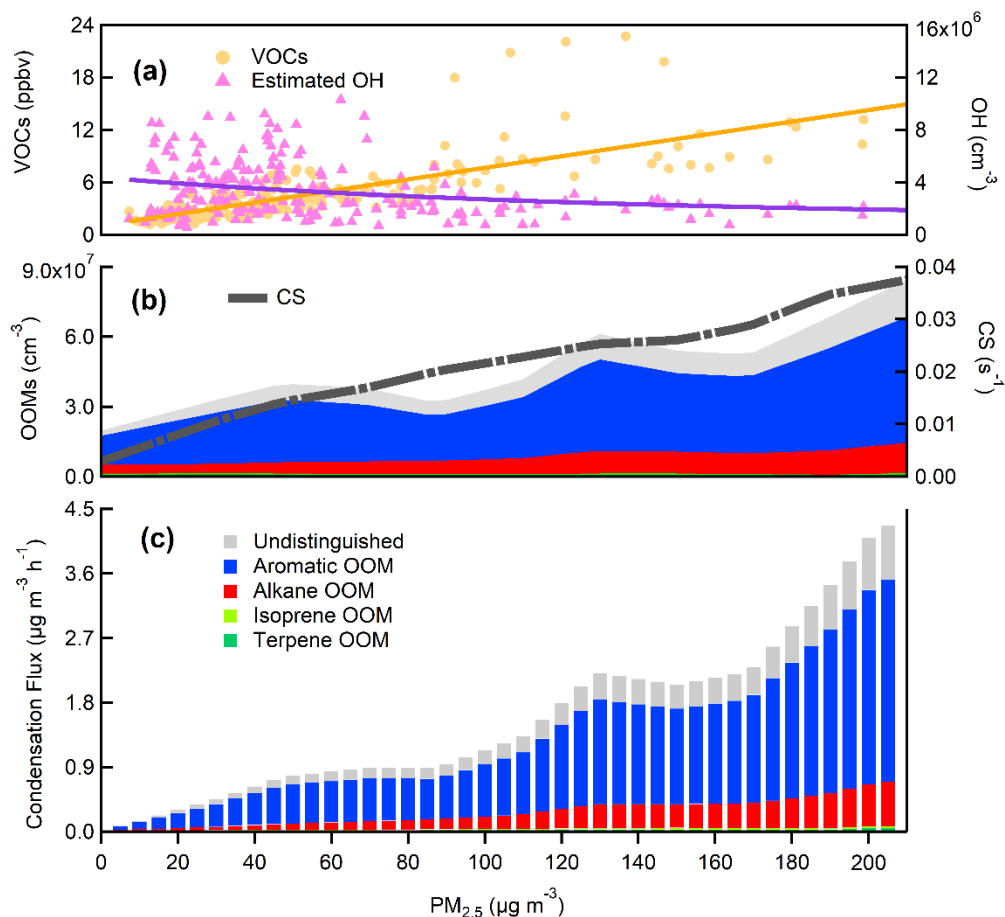 (a)
VOCs
Estimated OH
VOCs (ppbv)
24
18
12
6
0
16x10⁶
12
8
4
0
OH (cm⁻³)
(b)
CS
OOMs (cm⁻³)
9.0x10⁷
6.0
3.0
0.0
0.04
0.03
0.02
0.01
0.00
CS (s⁻¹)
(c)
Undistinguished
Aromatic OOM
Alkane OOM
Isoprene OOM
Terpene OOM
Condensation Flux (µg m⁻³ h⁻¹)
4.5
3.6
2.7
1.8
0.9
0.0
0 20 40 60 80 100 120 140 160 180 200
PM₂.₅ (µg m⁻³)